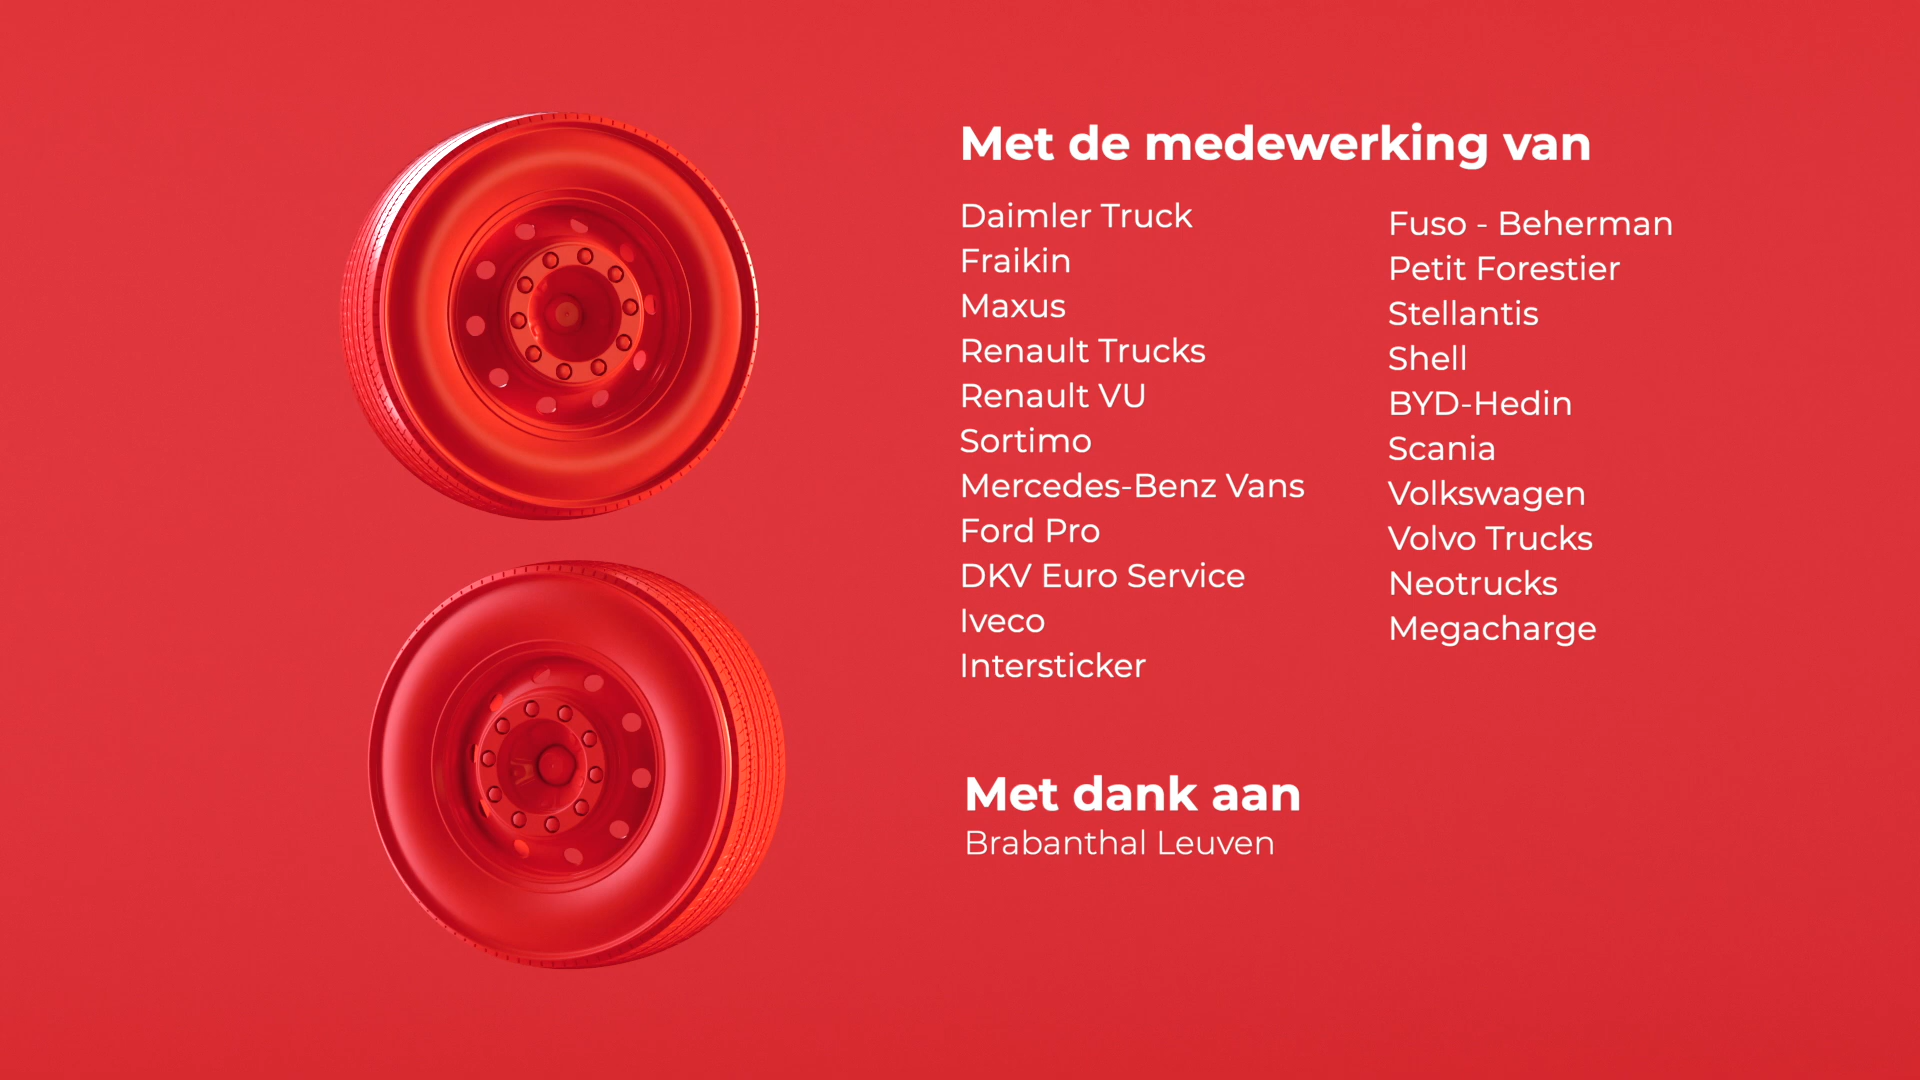 Met de medewerking van
Daimler Truck
Fraikin
Maxus
Renault Trucks
Renault VU
Sortimo
Mercedes-Benz Vans
Ford Pro
DKV Euro Service
Iveco
Intersticker
Fuso - Beherman
Petit Forestier
Stellantis
Shell
BYD-Hedin
Scania
Volkswagen
Volvo Trucks
Neotrucks
Megacharge
Met dank aan
Brabanthal Leuven